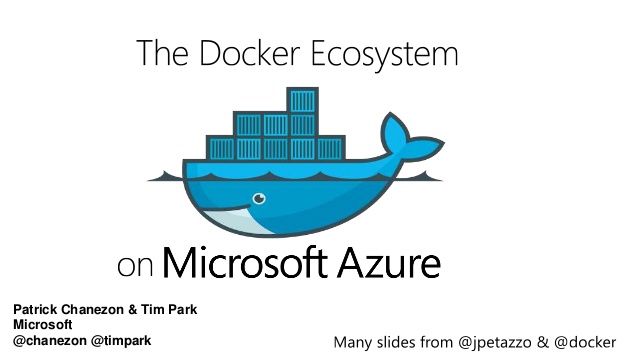 The Docker Ecosystem
on Microsoft Azure
Patrick Chanezon & Tim Park
Microsoft
@chanezon @timpark
Many slides from @jpetazzo & @docker